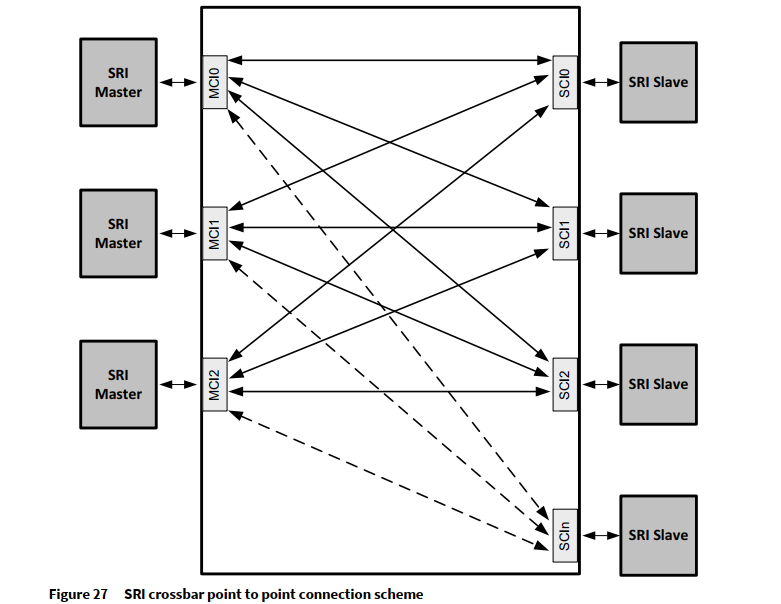 SRI
Master
MCI0
SCI0
SRI Slave
SRI
Master
MCI1
SCI1
SRI Slave
SRI
Master
MCI2
SCI2
SRI Slave
SCIn
SRI Slave
Figure 27 SRI crossbar point to point connection scheme